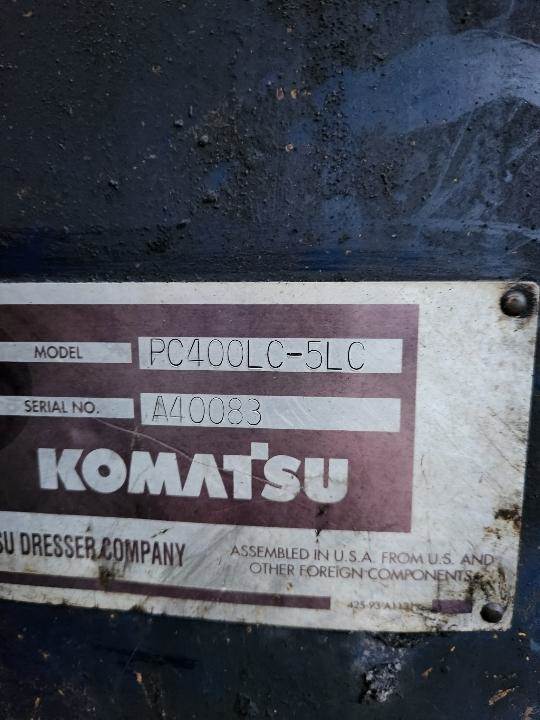 MODEL PC400LC-5LC
SERIAL NO. A40083
KOMATSU
SU DRESSER COMPANY
ASSEMBLED IN U.S.A FROM U.S. AND
OTHER FOREIGN COMPONENTS